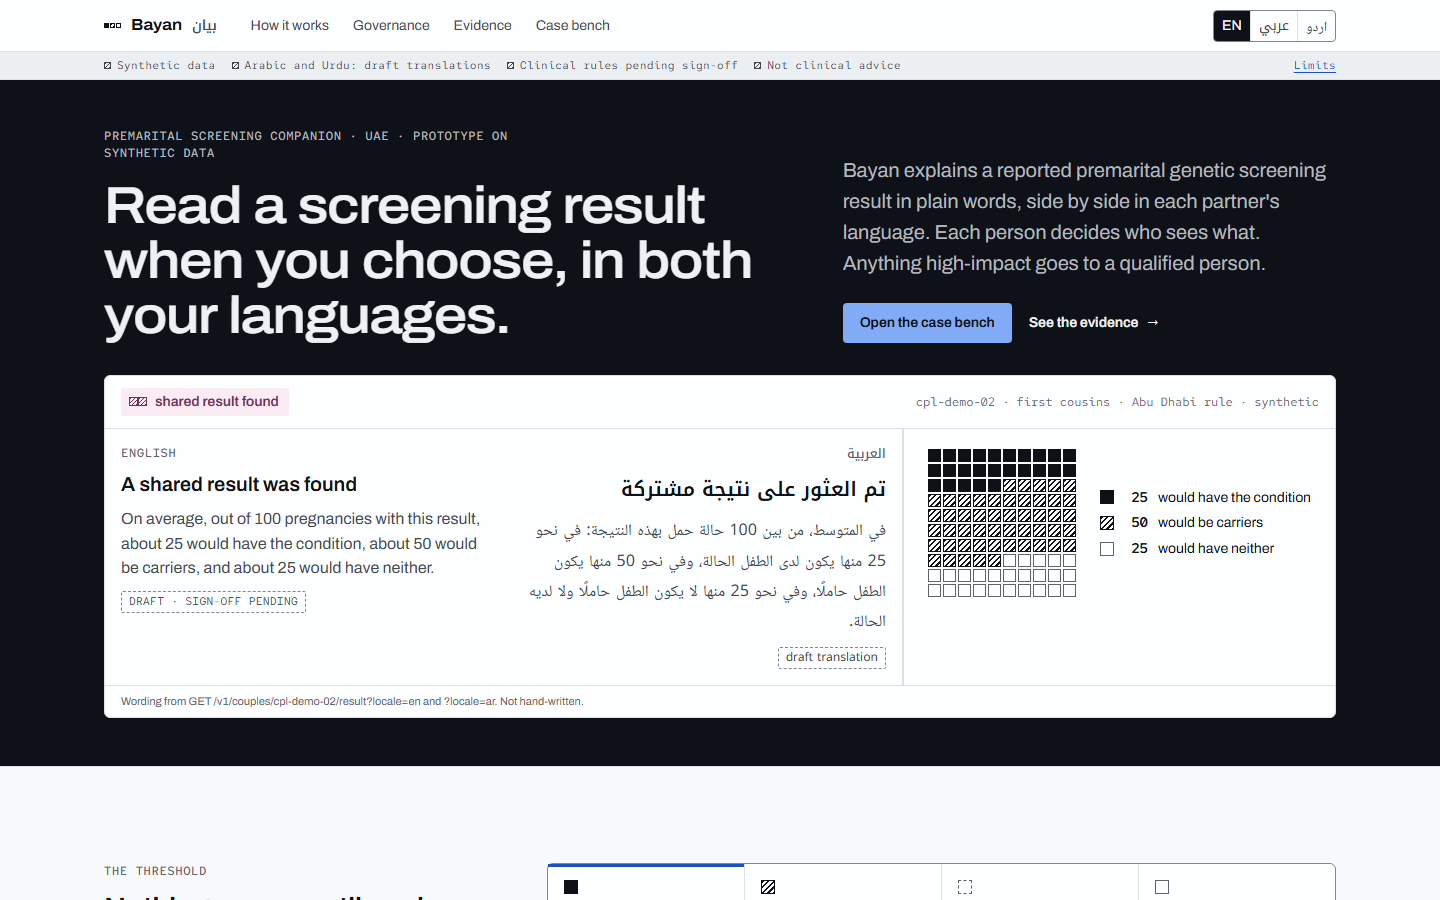 Bayan بيان How it works Governance Evidence Case bench EN عربي اردو
Synthetic data Arabic and Urdu: draft translations Clinical rules pending sign-off Not clinical advice Limits
PREMARITAL SCREENING COMPANION · UAE · PROTOTYPE ON
SYNTHETIC DATA
Read a screening result
when you choose, in both
your languages.
Bayan explains a reported premarital genetic screening
result in plain words, side by side in each partner's
language. Each person decides who sees what.
Anything high-impact goes to a qualified person.
Open the case bench See the evidence →
shared result found cpl-demo-02 · first cousins · Abu Dhabi rule · synthetic
ENGLISH
A shared result was found
On average, out of 100 pregnancies with this result,
about 25 would have the condition, about 50 would
be carriers, and about 25 would have neither.
DRAFT · SIGN-OFF PENDING
العربية
تم العثور على نتيجة مشتركة
في المتوسط، من بين 100 حالة حمل بهذه النتيجة: في نحو
25 منها يكون لدى الطفل الحالة، وفي نحو 50 منها يكون
الطفل حاملًا، وفي نحو 25 منها لا يكون الطفل حاملًا ولا لديه
الحالة.
draft translation
25 would have the condition
50 would be carriers
25 would have neither
Wording from GET /v1/couples/cpl-demo-02/result?locale=en and ?locale=ar. Not hand-written.
THE THRESHOLD